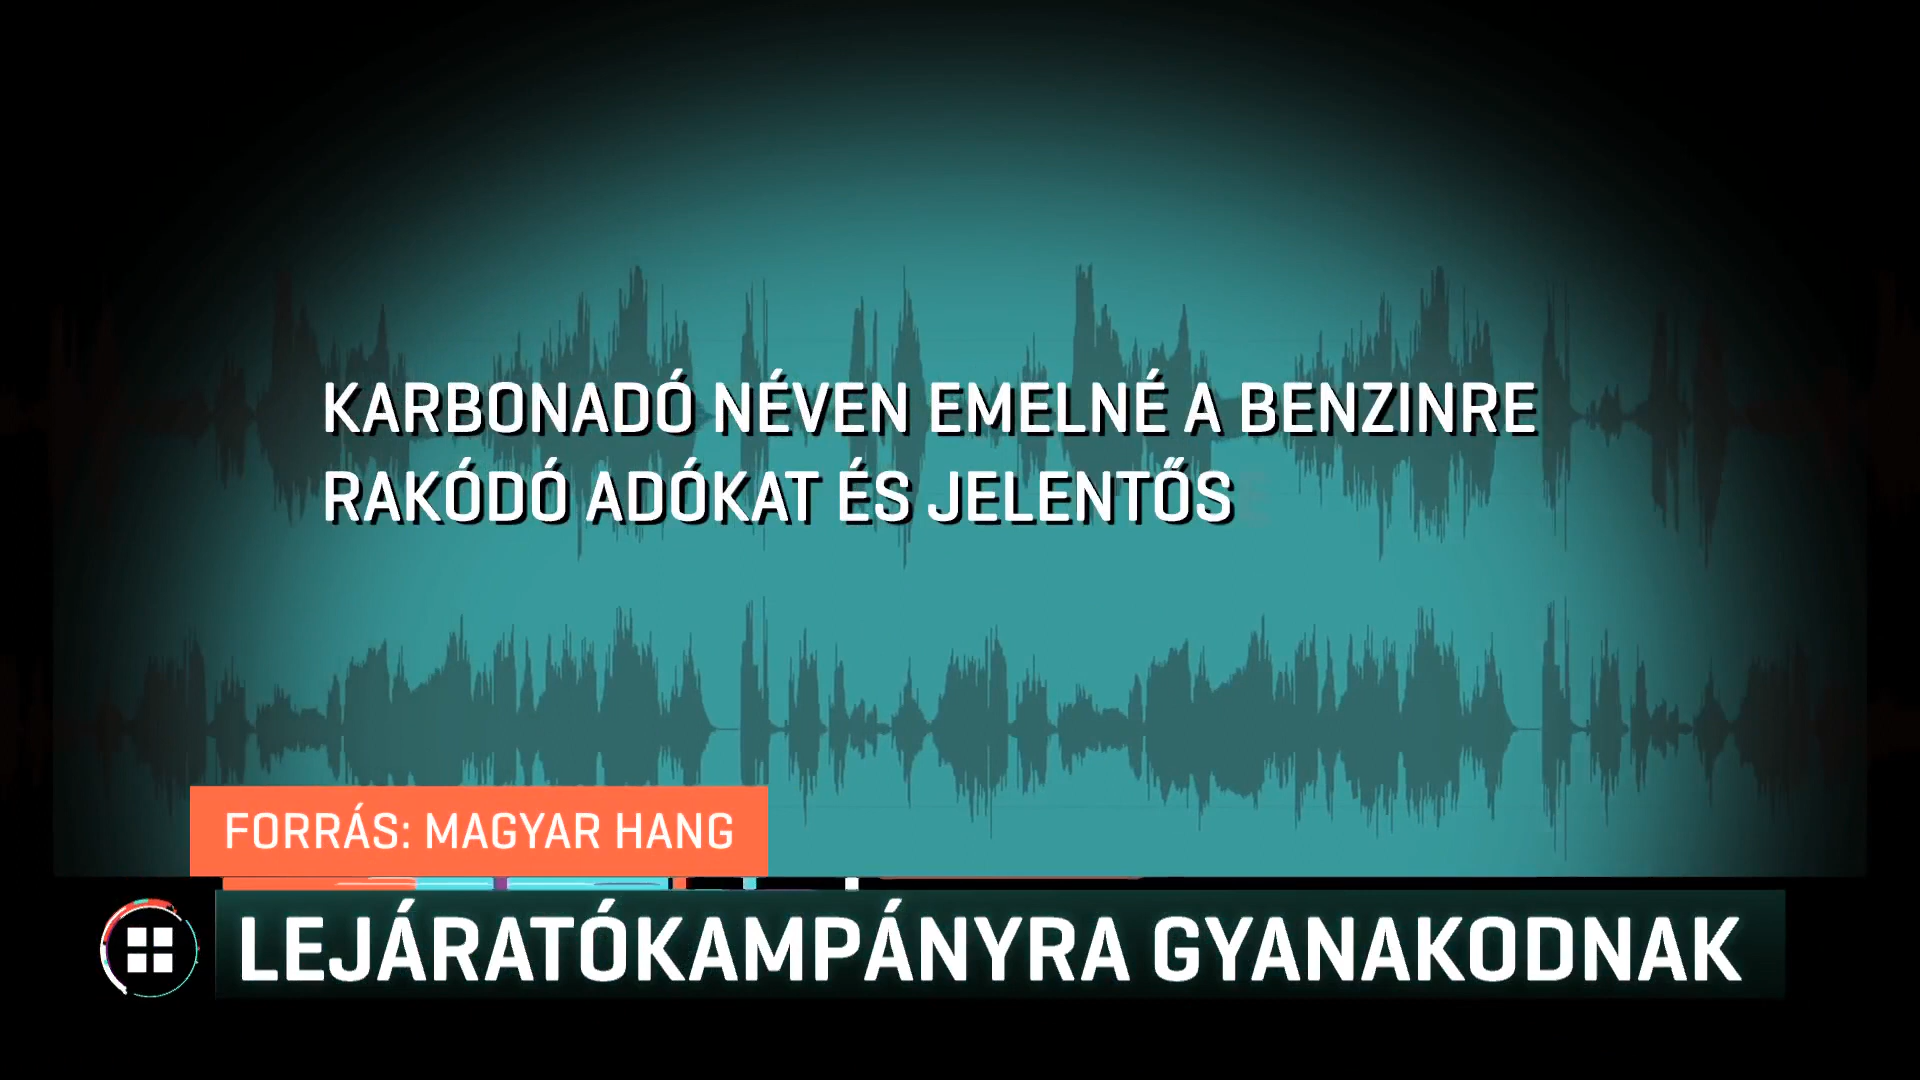 KARBONADÓ NÉVEN EMELNÉ A BENZINRE
RAKÓDÓ ADÓKAT ÉS JELENTŐS
FORRÁS: MAGYAR HANG
LEJÁRATÓKAMPÁNYRA GYANAKODNAK